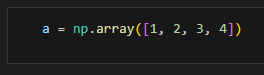 a = np.array([1, 2, 3, 4])